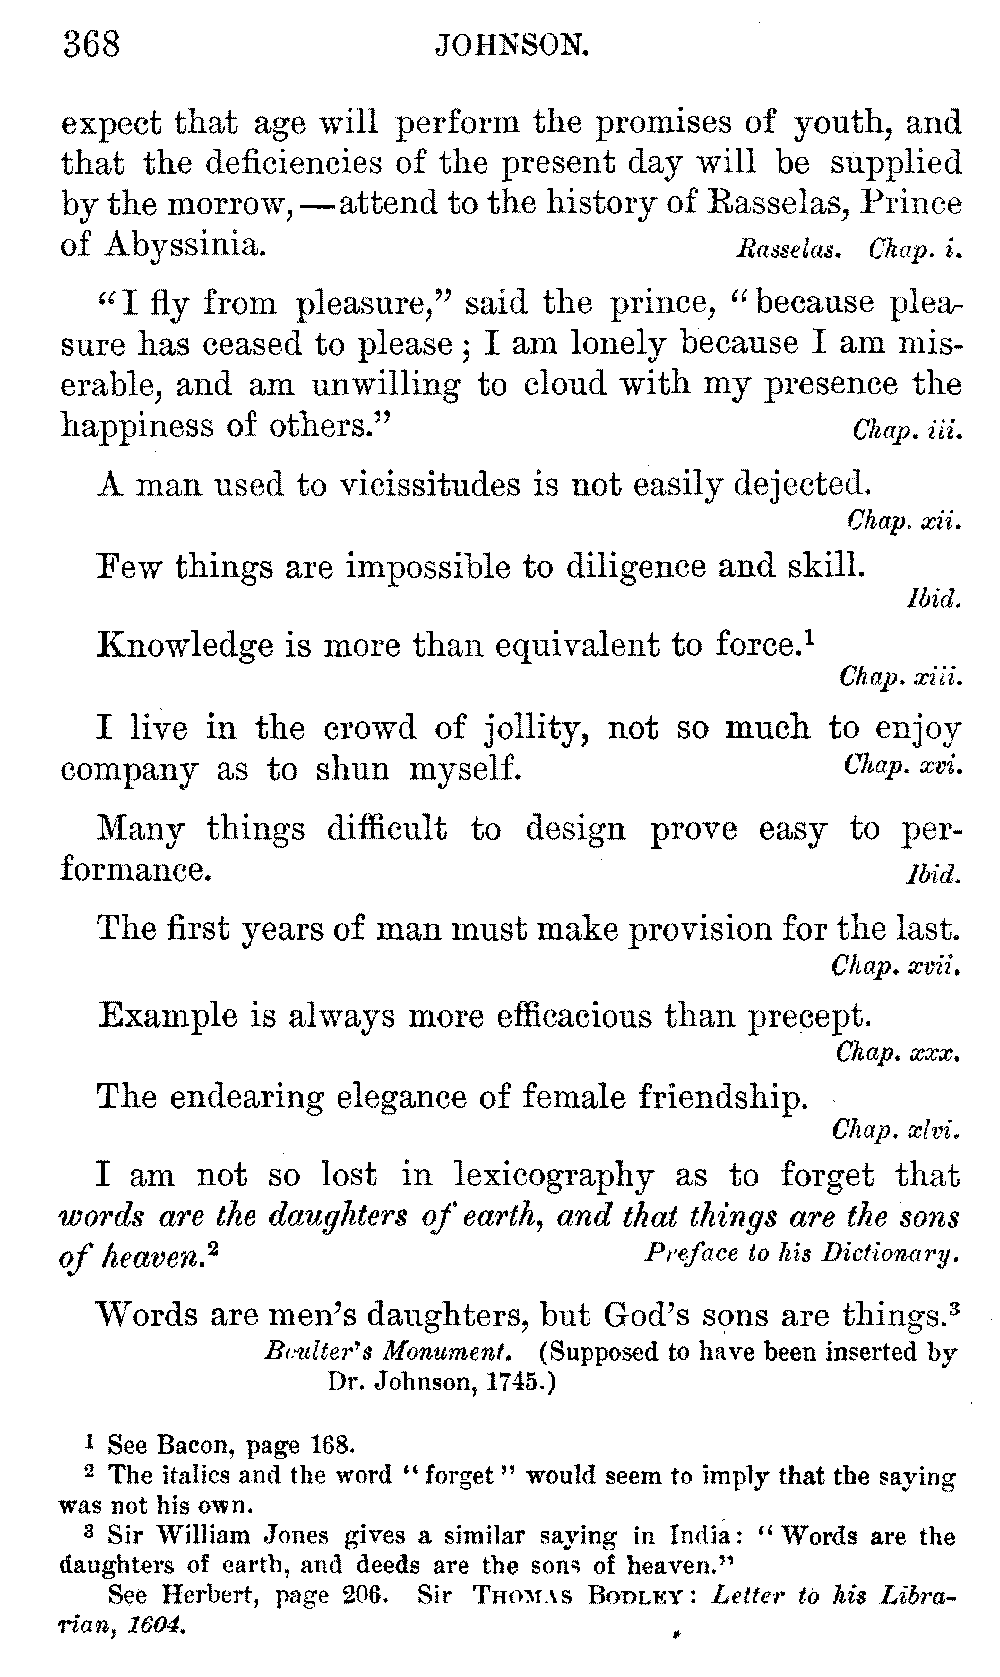 368 JOHNSON.
expect that age will perform the promises of youth, and
that the deficiencies of the present day will be supplied
by the morrow, — attend to the history of Rasselas, Prince
of Abyssinia. Rasselas. Chap. i.
“I fly from pleasure,” said the prince, “because plea-
sure has ceased to please; I am lonely because I am mis-
erable, and am unwilling to cloud with my presence the
happiness of others.” Chap. iii.
A man used to vicissitudes is not easily dejected.
Chap. xii.
Few things are impossible to diligence and skill.
Ibid.
Knowledge is more than equivalent to force.¹
Chap. xiii.
I live in the crowd of jollity, not so much to enjoy
company as to shun myself. Chap. xvi.
Many things difficult to design prove easy to per-
formance. Ibid.
The first years of man must make provision for the last.
Chap. xvii.
Example is always more efficacious than precept.
Chap. xxx.
The endearing elegance of female friendship.
Chap. xlvi.
I am not so lost in lexicography as to forget that
words are the daughters of earth, and that things are the sons
of heaven.² Preface to his Dictionary.
Words are men’s daughters, but God’s sons are things.³
Boulter’s Monument. (Supposed to have been inserted by
Dr. Johnson, 1745.)
¹ See Bacon, page 168.
² The italics and the word “forget” would seem to imply that the saying
was not his own.
³ Sir William Jones gives a similar saying in India: “Words are the
daughters of earth, and deeds are the sons of heaven.”
See Herbert, page 206. Sir THOMAS BODLEY: Letter to his Libra-
rian, 1604.